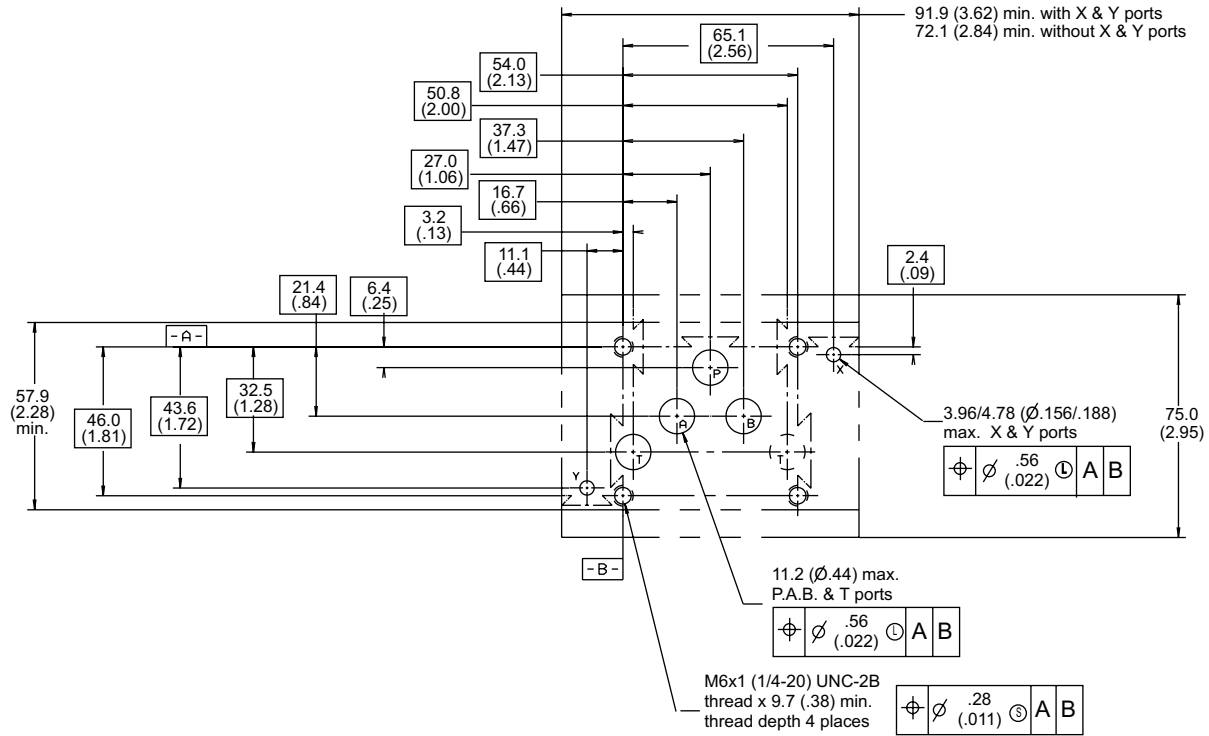 91.9 (3.62) min. with X & Y ports
72.1 (2.84) min. without X & Y ports
65.1
(2.56)
54.0
(2.13)
50.8
(2.00)
37.3
(1.47)
27.0
(1.06)
16.7
(.66)
3.2
(.13)
11.1
(.44)
2.4
(.09)
21.4
(.84)
6.4
(.25)
-A-
57.9
(2.28)
min.
46.0
(1.81)
43.6
(1.72)
32.5
(1.28)
P
X
A
B
T
T
Y
3.96/4.78 (Ø.156/.188)
max. X & Y ports
⌖ Ø .56 (.022) Ⓛ A B
75.0
(2.95)
-B-
11.2 (Ø.44) max.
P.A.B. & T ports
⌖ Ø .56 (.022) Ⓛ A B
M6x1 (1/4-20) UNC-2B
thread x 9.7 (.38) min.
thread depth 4 places
⌖ Ø .28 (.011) Ⓢ A B